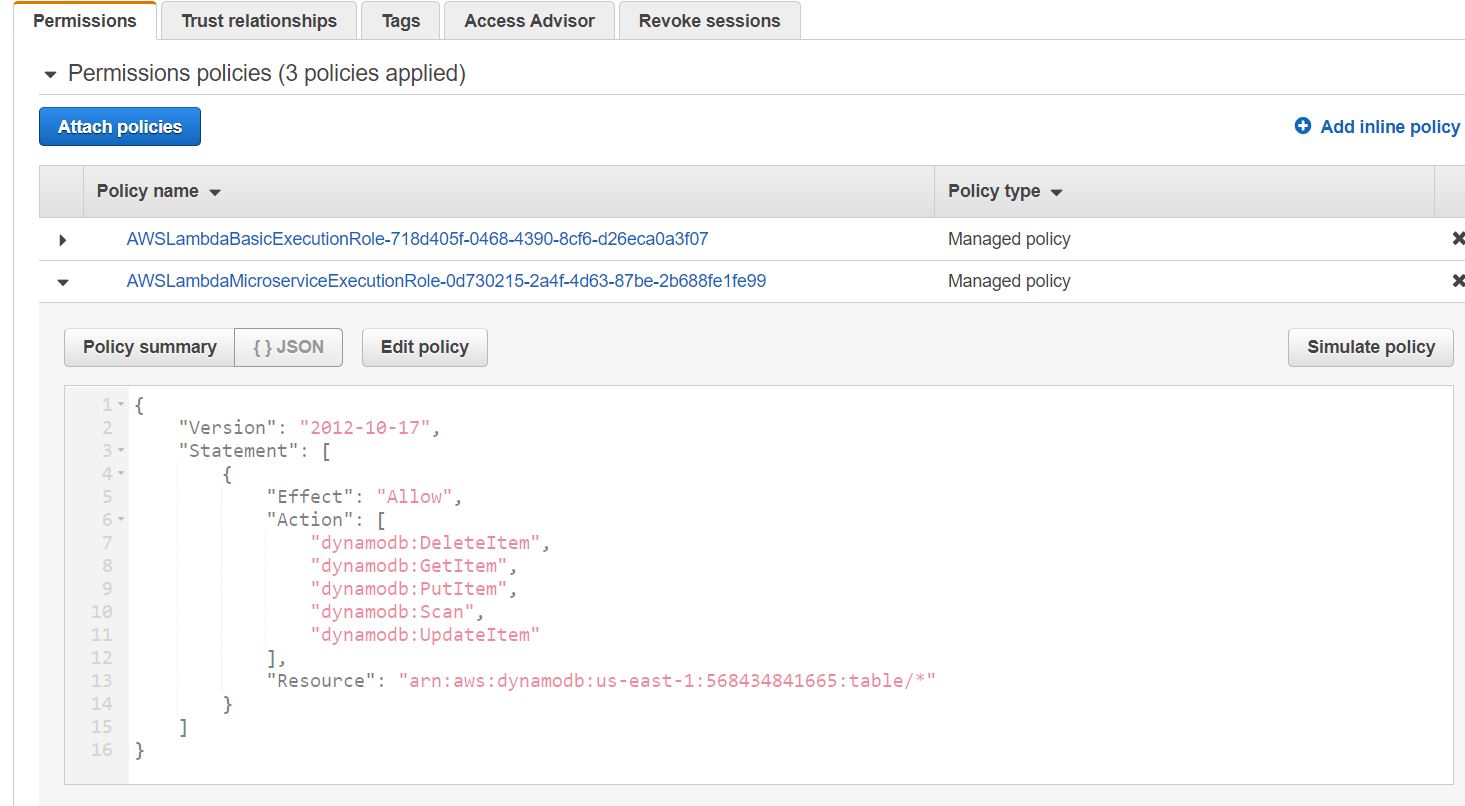 Permissions Trust relationships Tags Access Advisor Revoke sessions
Permissions policies (3 policies applied)
Attach policies Add inline policy
Policy name Policy type
AWSLambdaBasicExecutionRole-718d405f-0468-4390-8cf6-d26eca0a3f07 Managed policy
AWSLambdaMicroserviceExecutionRole-0d730215-2a4f-4d63-87be-2b688fe1fe99 Managed policy
Policy summary { } JSON Edit policy Simulate policy
1 {
2 "Version": "2012-10-17",
3 "Statement": [
4 {
5 "Effect": "Allow",
6 "Action": [
7 "dynamodb:DeleteItem",
8 "dynamodb:GetItem",
9 "dynamodb:PutItem",
10 "dynamodb:Scan",
11 "dynamodb:UpdateItem"
12 ],
13 "Resource": "arn:aws:dynamodb:us-east-1:568434841665:table/*"
14 }
15 ]
16 }